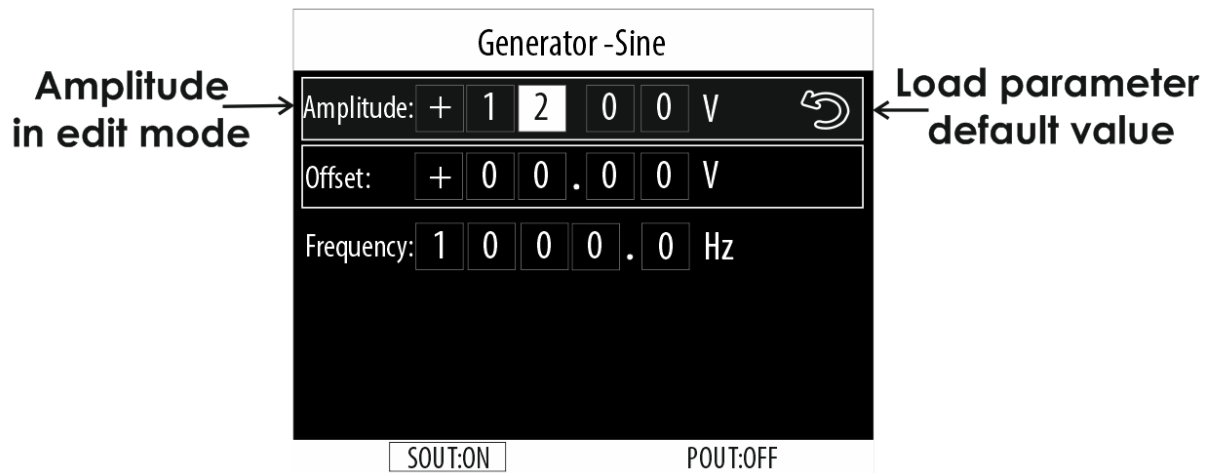 Generator -Sine
Amplitude
in edit mode
Amplitude: + 1 2 0 0 V
Load parameter
default value
Offset: + 0 0 . 0 0 V
Frequency: 1 0 0 0 . 0 Hz
SOUT:ON POUT:OFF